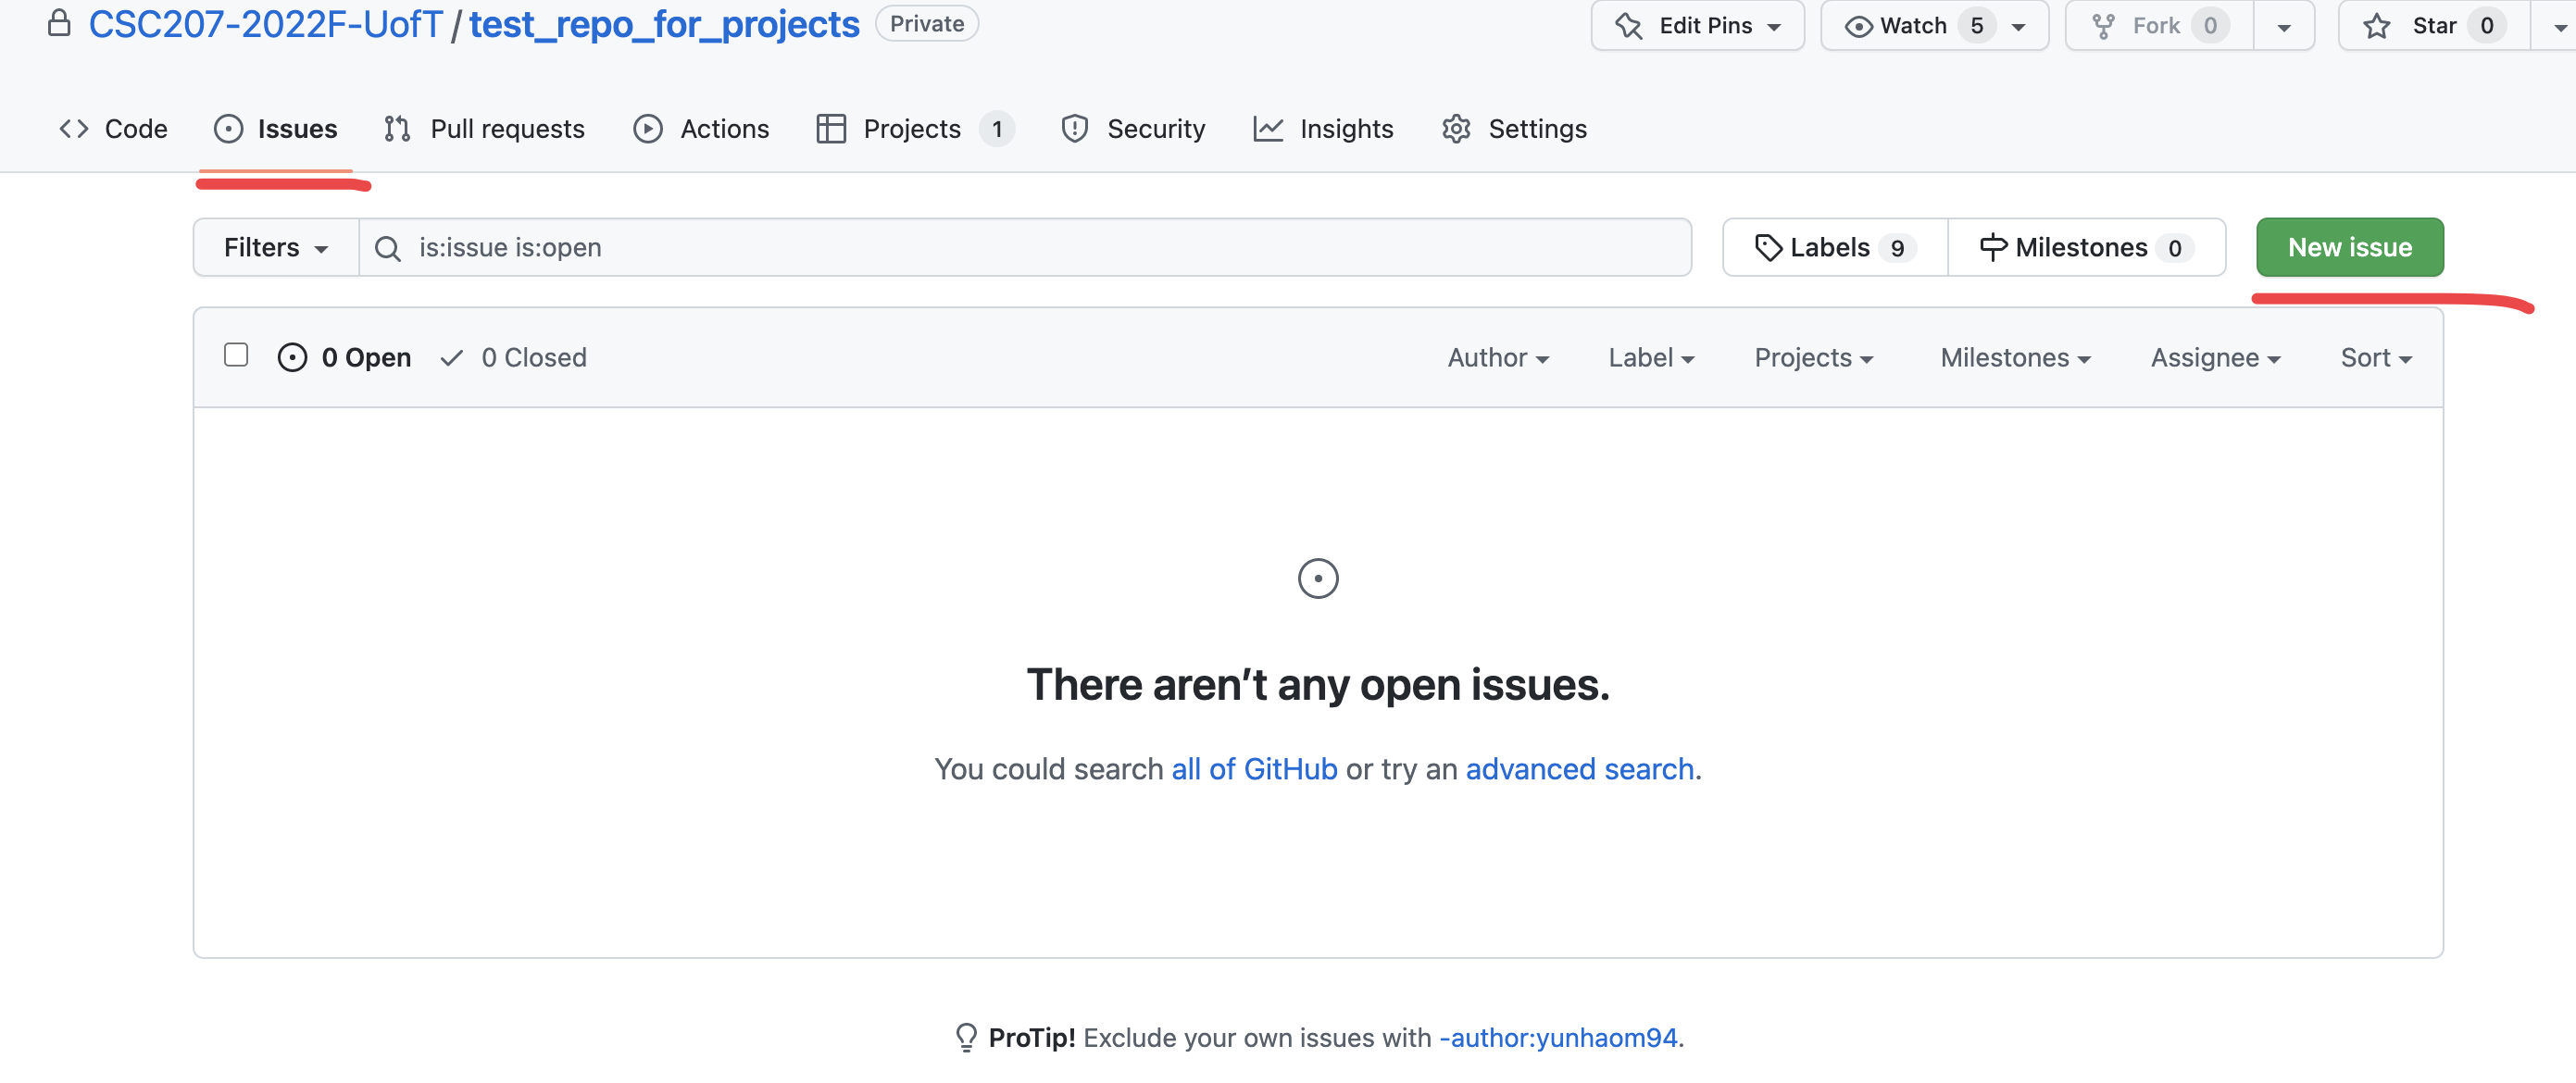 CSC207-2022F-UofT / test_repo_for_projects Private Edit Pins Watch 5 Fork 0 Star 0
Code Issues Pull requests Actions Projects 1 Security Insights Settings
Filters is:issue is:open Labels 9 Milestones 0 New issue
0 Open 0 Closed Author Label Projects Milestones Assignee Sort
There aren’t any open issues.
You could search all of GitHub or try an advanced search.
ProTip! Exclude your own issues with -author:yunhaom94.